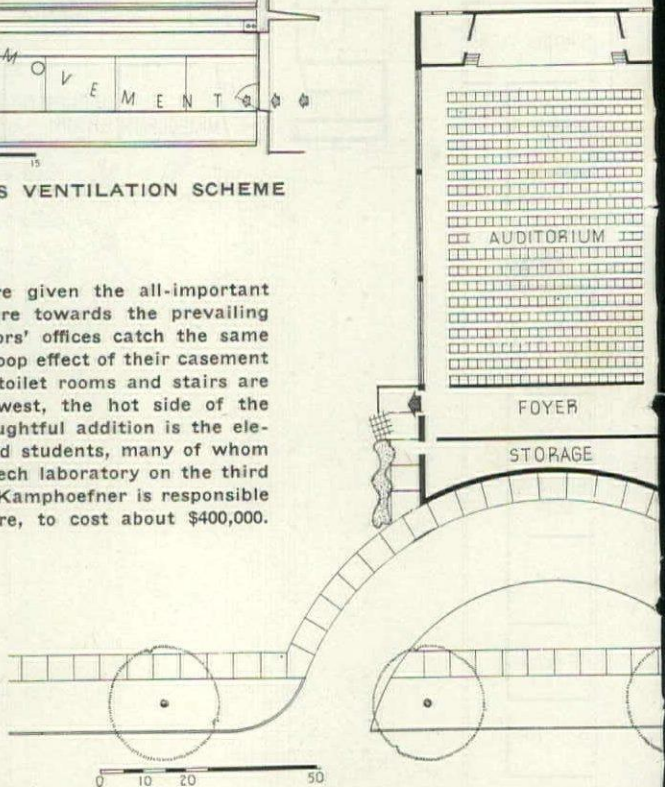 M O V E M E N T
15
S VENTILATION SCHEME
re given the all-important
re towards the prevailing
ors' offices catch the same
oop effect of their casement
toilet rooms and stairs are
west, the hot side of the
ughtful addition is the ele-
d students, many of whom
ech laboratory on the third
Kamphoefner is responsible
re, to cost about $400,000.
AUDITORIUM
FOYER
STORAGE
0 10 20 50